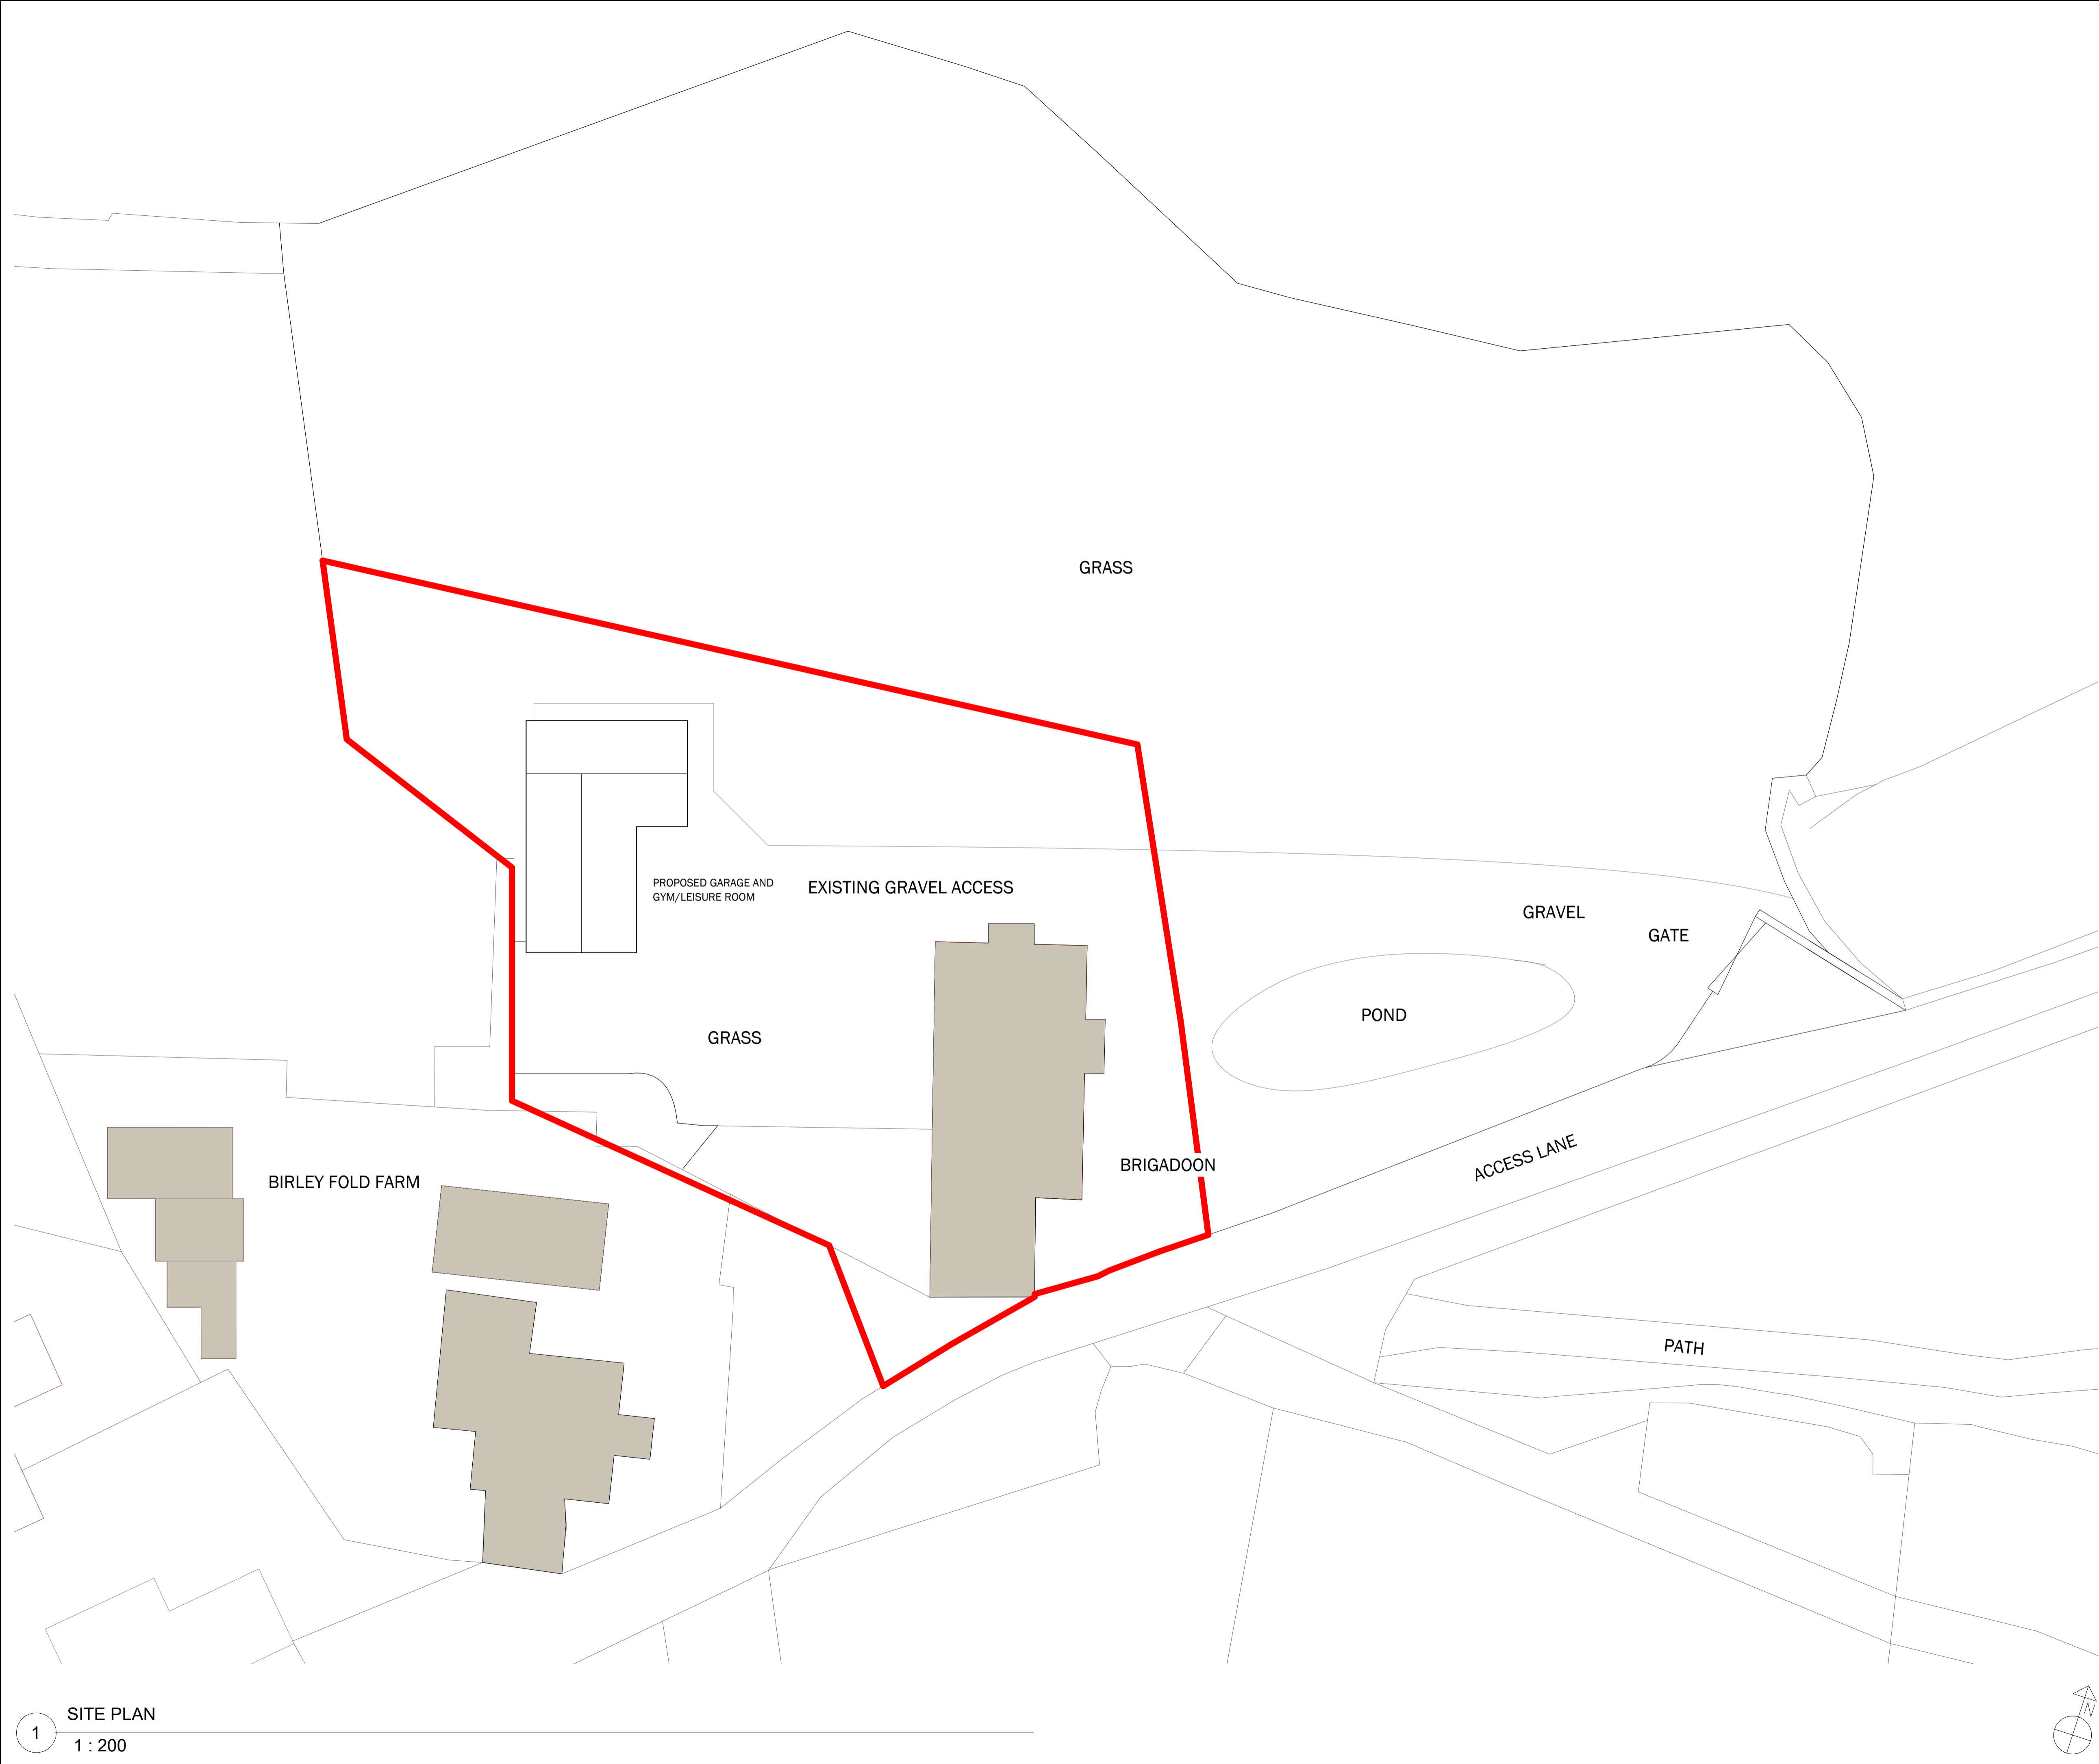 GRASS
PROPOSED GARAGE AND
GYM/LEISURE ROOM
EXISTING GRAVEL ACCESS
GRAVEL
GATE
POND
GRASS
ACCESS LANE
BRIGADOON
BIRLEY FOLD FARM
PATH
1
SITE PLAN
1 : 200
N